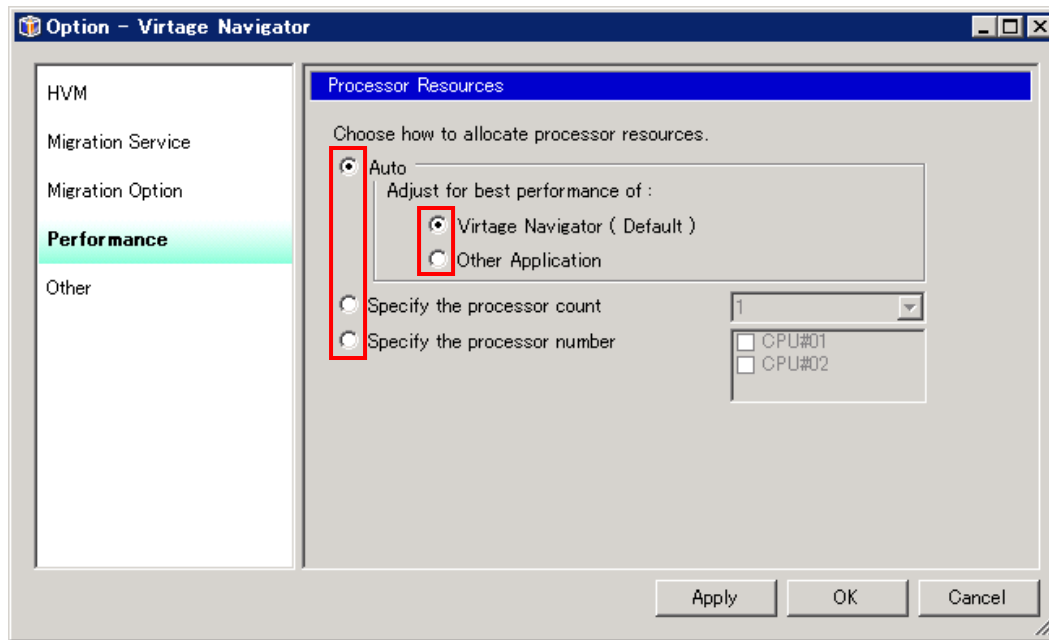 Option - Virtage Navigator
HVM
Migration Service
Migration Option
Performance
Other
Processor Resources
Choose how to allocate processor resources.
Auto
Adjust for best performance of :
Virtage Navigator ( Default )
Other Application
Specify the processor count
1
Specify the processor number
CPU#01
CPU#02
Apply
OK
Cancel